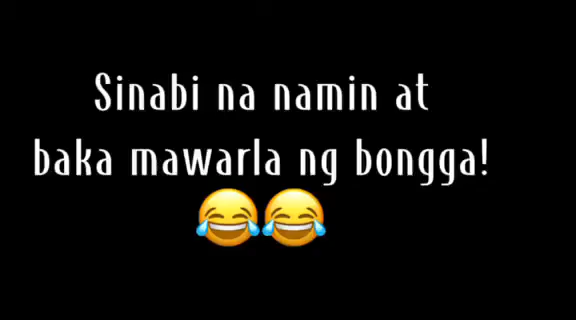 Sinabi na namin at
baka mawarla ng bongga!
😂😂